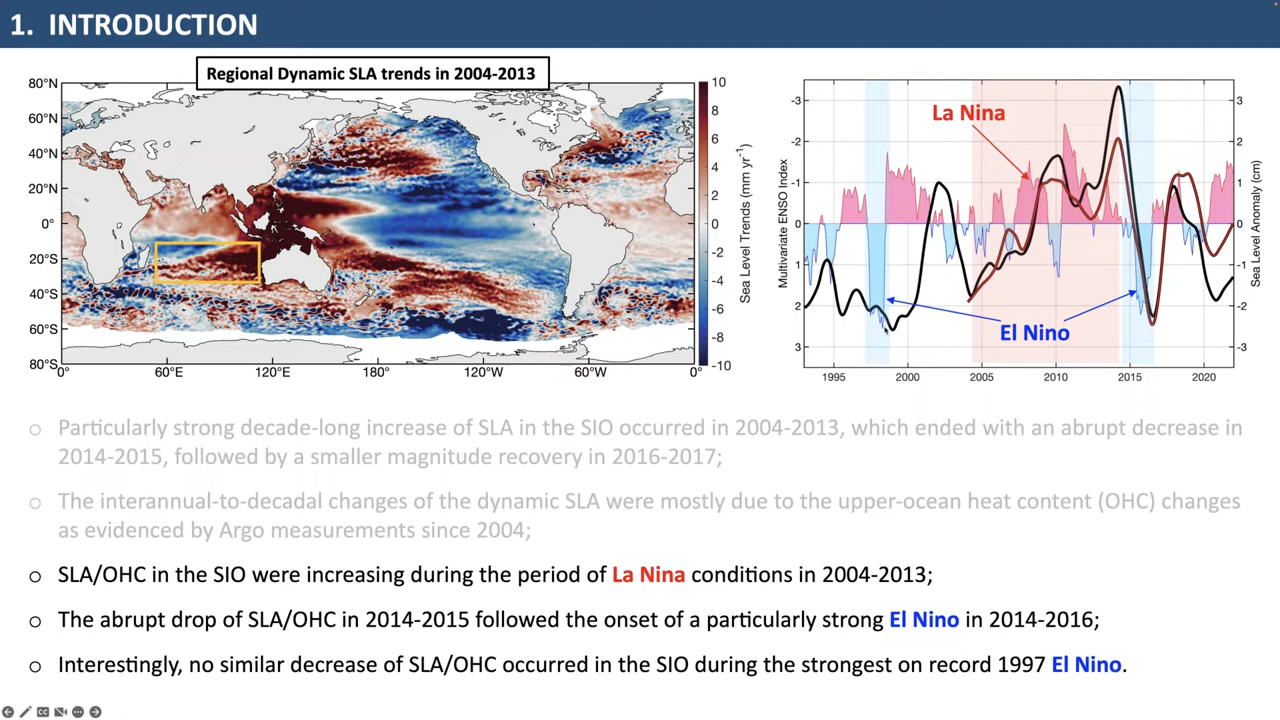 1. INTRODUCTION
Regional Dynamic SLA trends in 2004-2013
80°N
60°N
40°N
20°N
0°
20°S
40°S
60°S
80°S
0°
60°E
120°E
180°
120°W
60°W
0°
10
8
6
4
2
0
-2
-4
-6
-8
-10
Sea Level Trends (mm yr-1)
La Nina
El Nino
Multivariate ENSO Index
-3
-2
-1
0
1
2
3
3
2
1
0
-1
-2
-3
Sea Level Anomaly (cm)
1995
2000
2005
2010
2015
2020
○ Particularly strong decade-long increase of SLA in the SIO occurred in 2004-2013, which ended with an abrupt decrease in
2014-2015, followed by a smaller magnitude recovery in 2016-2017;
○ The interannual-to-decadal changes of the dynamic SLA were mostly due to the upper-ocean heat content (OHC) changes
as evidenced by Argo measurements since 2004;
○ SLA/OHC in the SIO were increasing during the period of La Nina conditions in 2004-2013;
○ The abrupt drop of SLA/OHC in 2014-2015 followed the onset of a particularly strong El Nino in 2014-2016;
○ Interestingly, no similar decrease of SLA/OHC occurred in the SIO during the strongest on record 1997 El Nino.